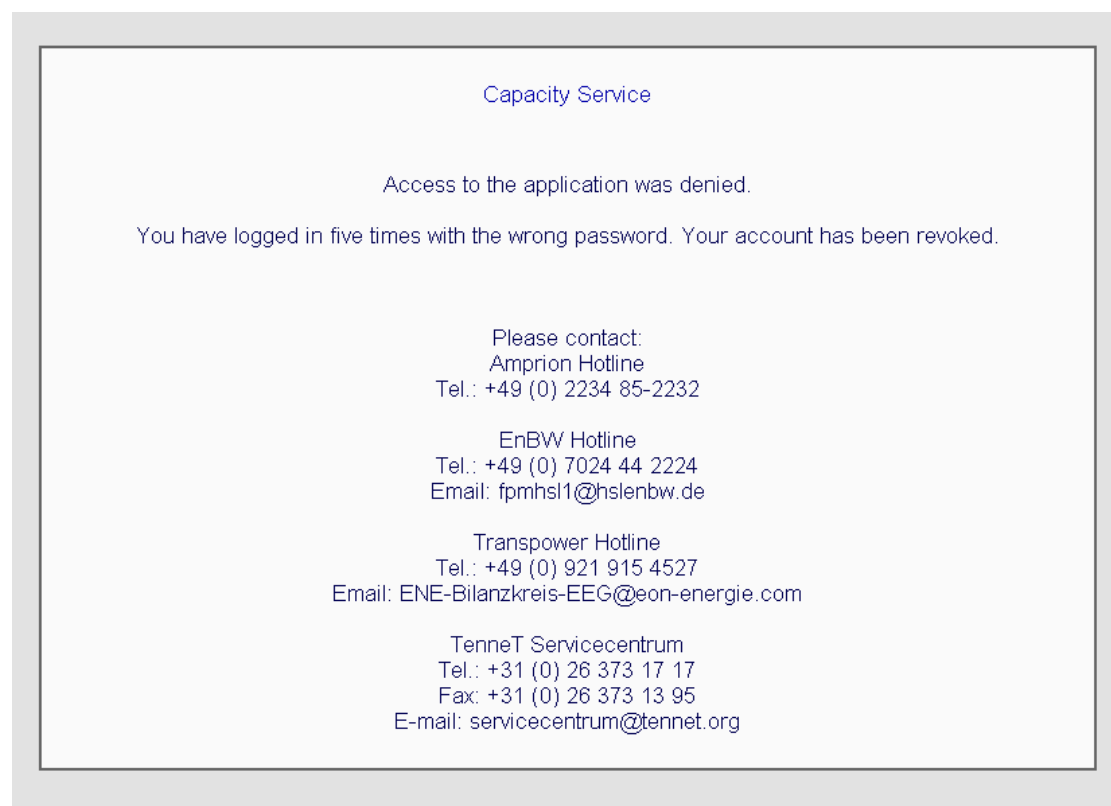 Capacity Service
Access to the application was denied.
You have logged in five times with the wrong password. Your account has been revoked.
Please contact:
Amprion Hotline
Tel.: +49 (0) 2234 85-2232
EnBW Hotline
Tel.: +49 (0) 7024 44 2224
Email: fpmhsl1@hslenbw.de
Transpower Hotline
Tel.: +49 (0) 921 915 4527
Email: ENE-Bilanzkreis-EEG@eon-energie.com
TenneT Servicecentrum
Tel.: +31 (0) 26 373 17 17
Fax: +31 (0) 26 373 13 95
E-mail: servicecentrum@tennet.org